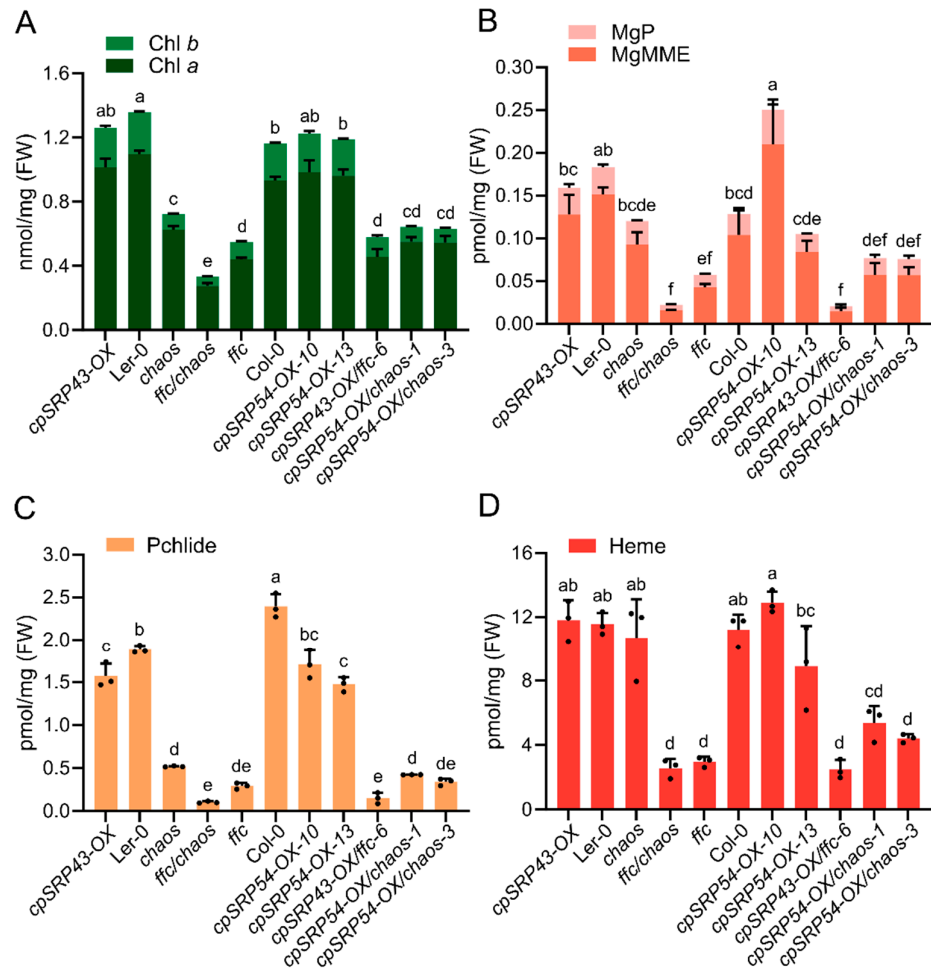 A
Chl b
Chl a
nmol/mg (FW)
1.6
1.2
0.8
0.4
0.0
ab
a
c
e
d
b
ab
b
d
cd
cd
cpSRP43-OX
Ler-0
chaos
ffc/chaos
ffc
Col-0
cpSRP54-OX-10
cpSRP54-OX-13
cpSRP43-OX/ffc-6
cpSRP54-OX/chaos-1
cpSRP54-OX/chaos-3
B
MgP
MgMME
pmol/mg (FW)
0.30
0.25
0.20
0.15
0.10
0.05
0.00
bc
ab
bcde
f
ef
bcd
a
cde
f
def
def
cpSRP43-OX
Ler-0
chaos
ffc/chaos
ffc
Col-0
cpSRP54-OX-10
cpSRP54-OX-13
cpSRP43-OX/ffc-6
cpSRP54-OX/chaos-1
cpSRP54-OX/chaos-3
C
Pchlide
pmol/mg (FW)
3.0
2.5
2.0
1.5
1.0
0.5
0.0
c
b
d
e
de
a
bc
c
e
d
de
cpSRP43-OX
Ler-0
chaos
ffc/chaos
ffc
Col-0
cpSRP54-OX-10
cpSRP54-OX-13
cpSRP43-OX/ffc-6
cpSRP54-OX/chaos-1
cpSRP54-OX/chaos-3
D
Heme
pmol/mg (FW)
16
12
8
4
0
ab
ab
ab
d
d
ab
a
bc
d
cd
d
cpSRP43-OX
Ler-0
chaos
ffc/chaos
ffc
Col-0
cpSRP54-OX-10
cpSRP54-OX-13
cpSRP43-OX/ffc-6
cpSRP54-OX/chaos-1
cpSRP54-OX/chaos-3